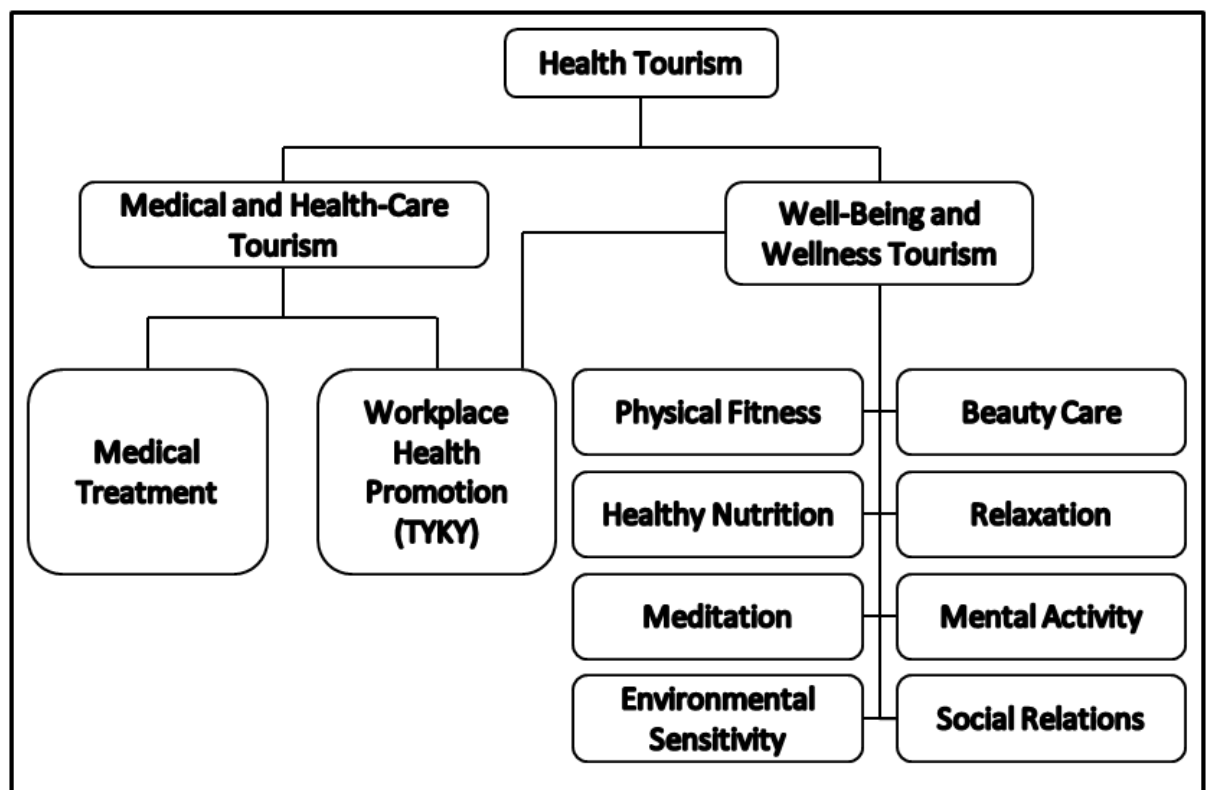 Health Tourism
Medical and Health-Care
Tourism
Well-Being and
Wellness Tourism
Medical
Treatment
Workplace
Health
Promotion
(TYKY)
Physical Fitness
Beauty Care
Healthy Nutrition
Relaxation
Meditation
Mental Activity
Environmental
Sensitivity
Social Relations